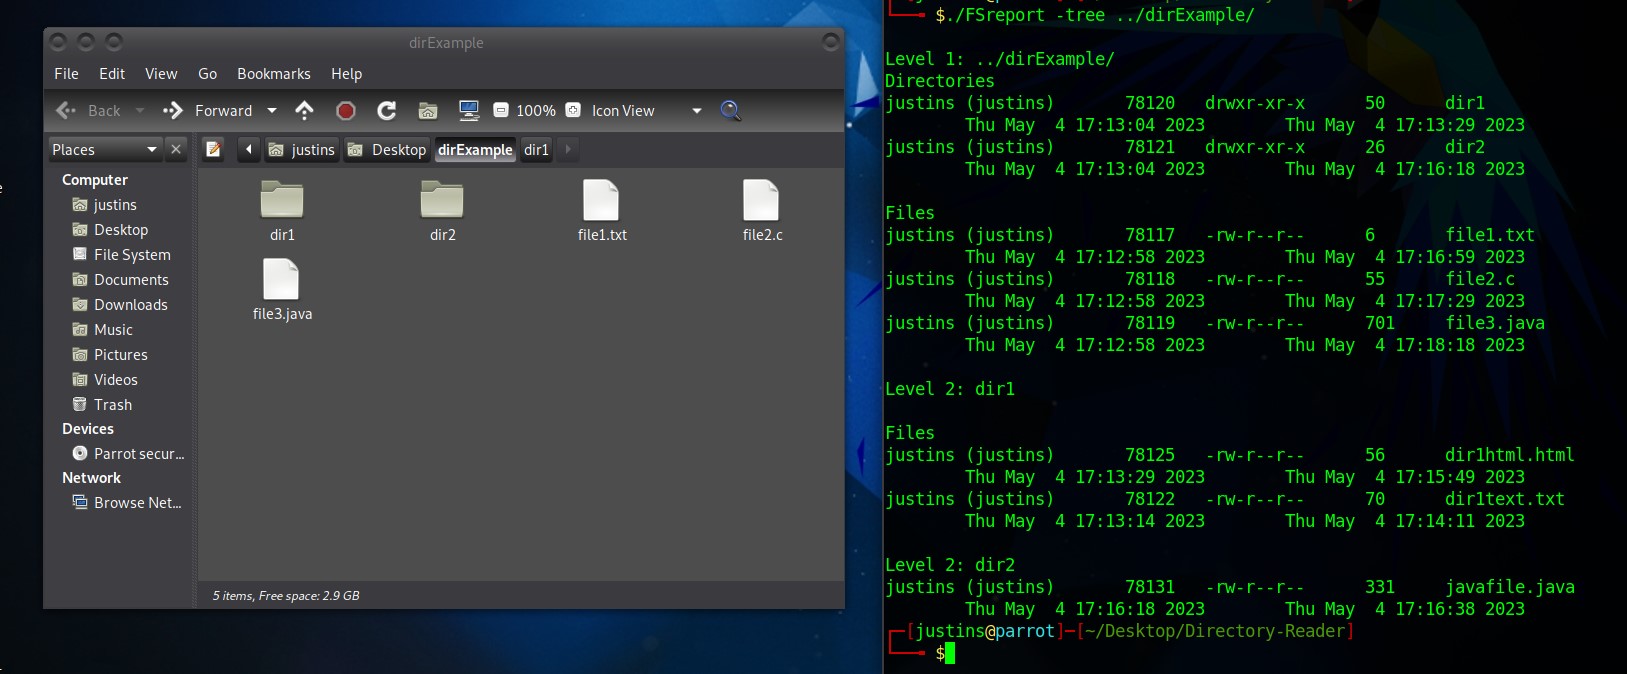 dirExample
File Edit View Go Bookmarks Help
Back Forward 100% Icon View
Places justins Desktop dirExample dir1
Computer
justins
Desktop
File System
Documents
Downloads
Music
Pictures
Videos
Trash
Devices
Parrot secur...
Network
Browse Net...
dir1 dir2 file1.txt file2.c
file3.java
5 items, Free space: 2.9 GB
$./FSreport -tree ../dirExample/
Level 1: ../dirExample/
Directories
justins (justins) 78120 drwxr-xr-x 50 dir1
Thu May 4 17:13:04 2023 Thu May 4 17:13:29 2023
justins (justins) 78121 drwxr-xr-x 26 dir2
Thu May 4 17:13:04 2023 Thu May 4 17:16:18 2023
Files
justins (justins) 78117 -rw-r--r-- 6 file1.txt
Thu May 4 17:12:58 2023 Thu May 4 17:16:59 2023
justins (justins) 78118 -rw-r--r-- 55 file2.c
Thu May 4 17:12:58 2023 Thu May 4 17:17:29 2023
justins (justins) 78119 -rw-r--r-- 701 file3.java
Thu May 4 17:12:58 2023 Thu May 4 17:18:18 2023
Level 2: dir1
Files
justins (justins) 78125 -rw-r--r-- 56 dir1html.html
Thu May 4 17:13:29 2023 Thu May 4 17:15:49 2023
justins (justins) 78122 -rw-r--r-- 70 dir1text.txt
Thu May 4 17:13:14 2023 Thu May 4 17:14:11 2023
Level 2: dir2
justins (justins) 78131 -rw-r--r-- 331 javafile.java
Thu May 4 17:16:18 2023 Thu May 4 17:16:38 2023
[justins@parrot]-[~/Desktop/Directory-Reader]
$